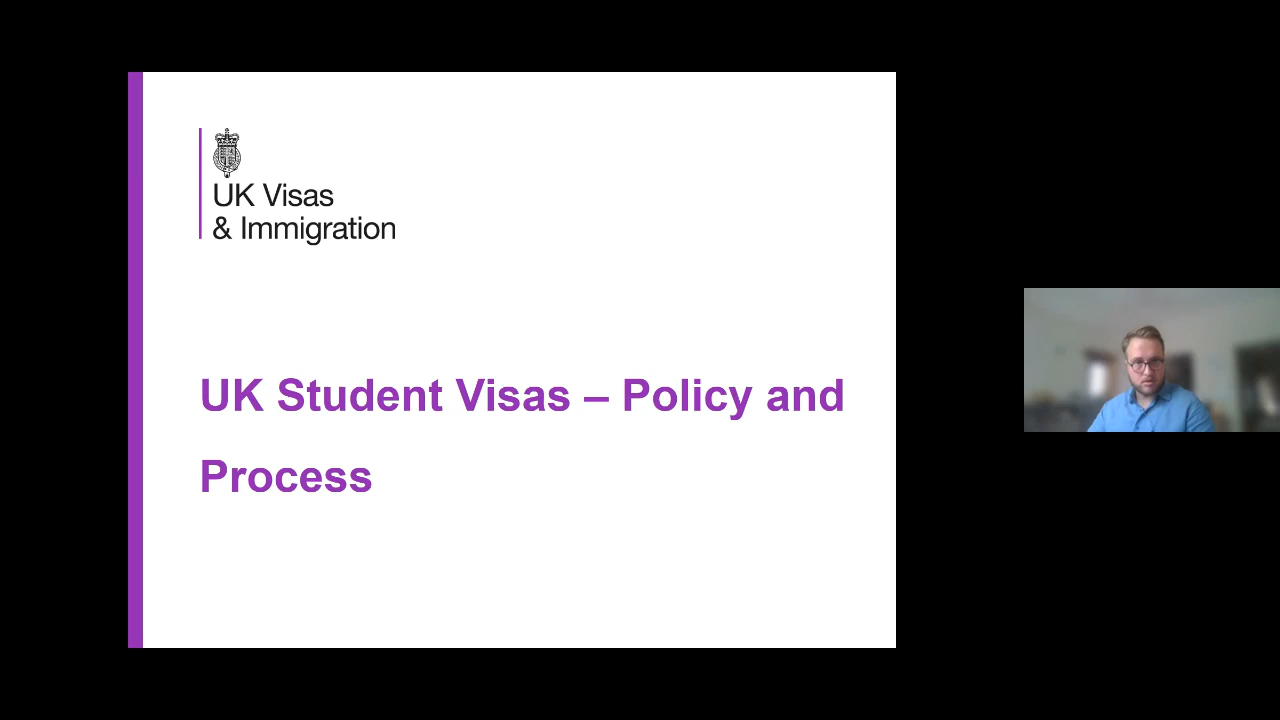 UK Visas
& Immigration
UK Student Visas – Policy and
Process